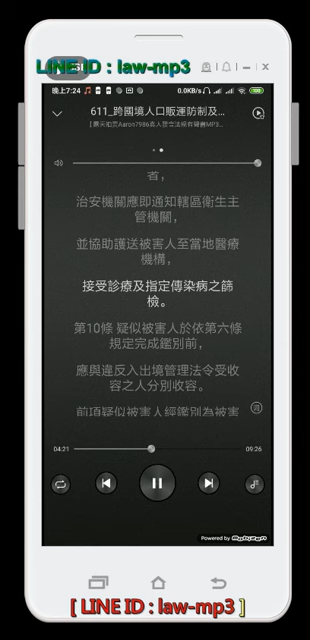 LINE ID : law-mp3
晚上7:24
0.0KB/s
611_跨國境人口販運防制及...
者，
治安機關應即通知轄區衛生主
管機關，
並協助護送被害人至當地醫療
機構，
接受診療及指定傳染病之篩
檢。
第10條 疑似被害人於依第六條
規定完成鑑別前，
應與違反入出境管理法令受收
容之人分別收容。
前項疑似被害人經鑑別為被害
04:21
09:26
Powered by
[ LINE ID : law-mp3 ]